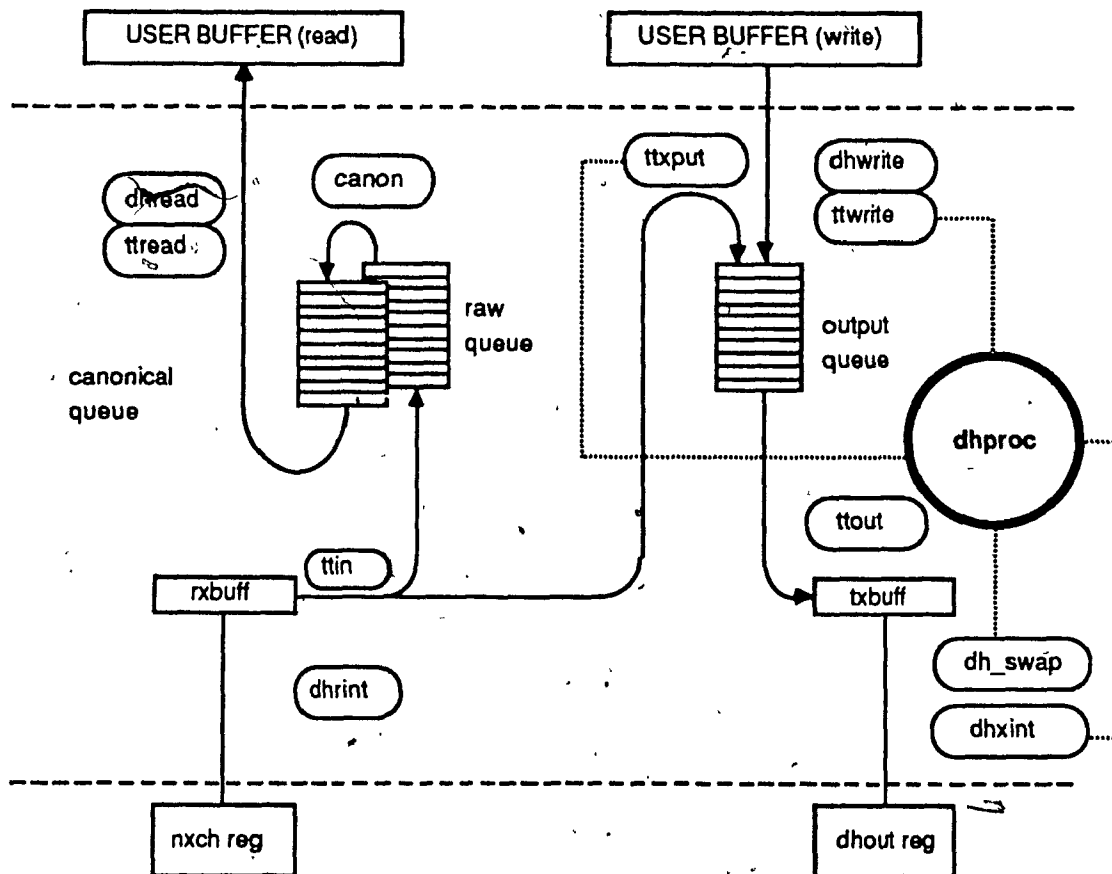 USER BUFFER (read)
USER BUFFER (write)
ttxput
dhwrite
canon
dhread
ttwrite
ttread
raw
queue
output
queue
canonical
queue
dhproc
ttout
ttin
rxbuff
txbuff
dh_swap
dhrint
dhxint
nxch reg
dhout reg